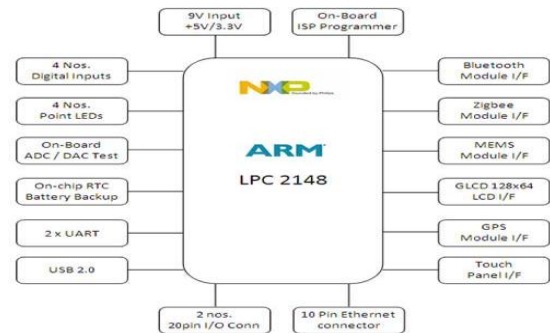 9V Input
+5V/3.3V
On-Board
ISP Programmer
4 Nos.
Digital Inputs
4 Nos.
Point LEDs
On-Board
ADC / DAC Test
On-chip RTC
Battery Backup
2 x UART
USB 2.0
NXP
founded by Philips
ARM
LPC 2148
Bluetooth
Module I/F
Zigbee
Module I/F
MEMS
Module I/F
GLCD 128x64
LCD I/F
GPS
Module I/F
Touch
Panel I/F
2 nos.
20pin I/O Conn
10 Pin Ethernet
connector